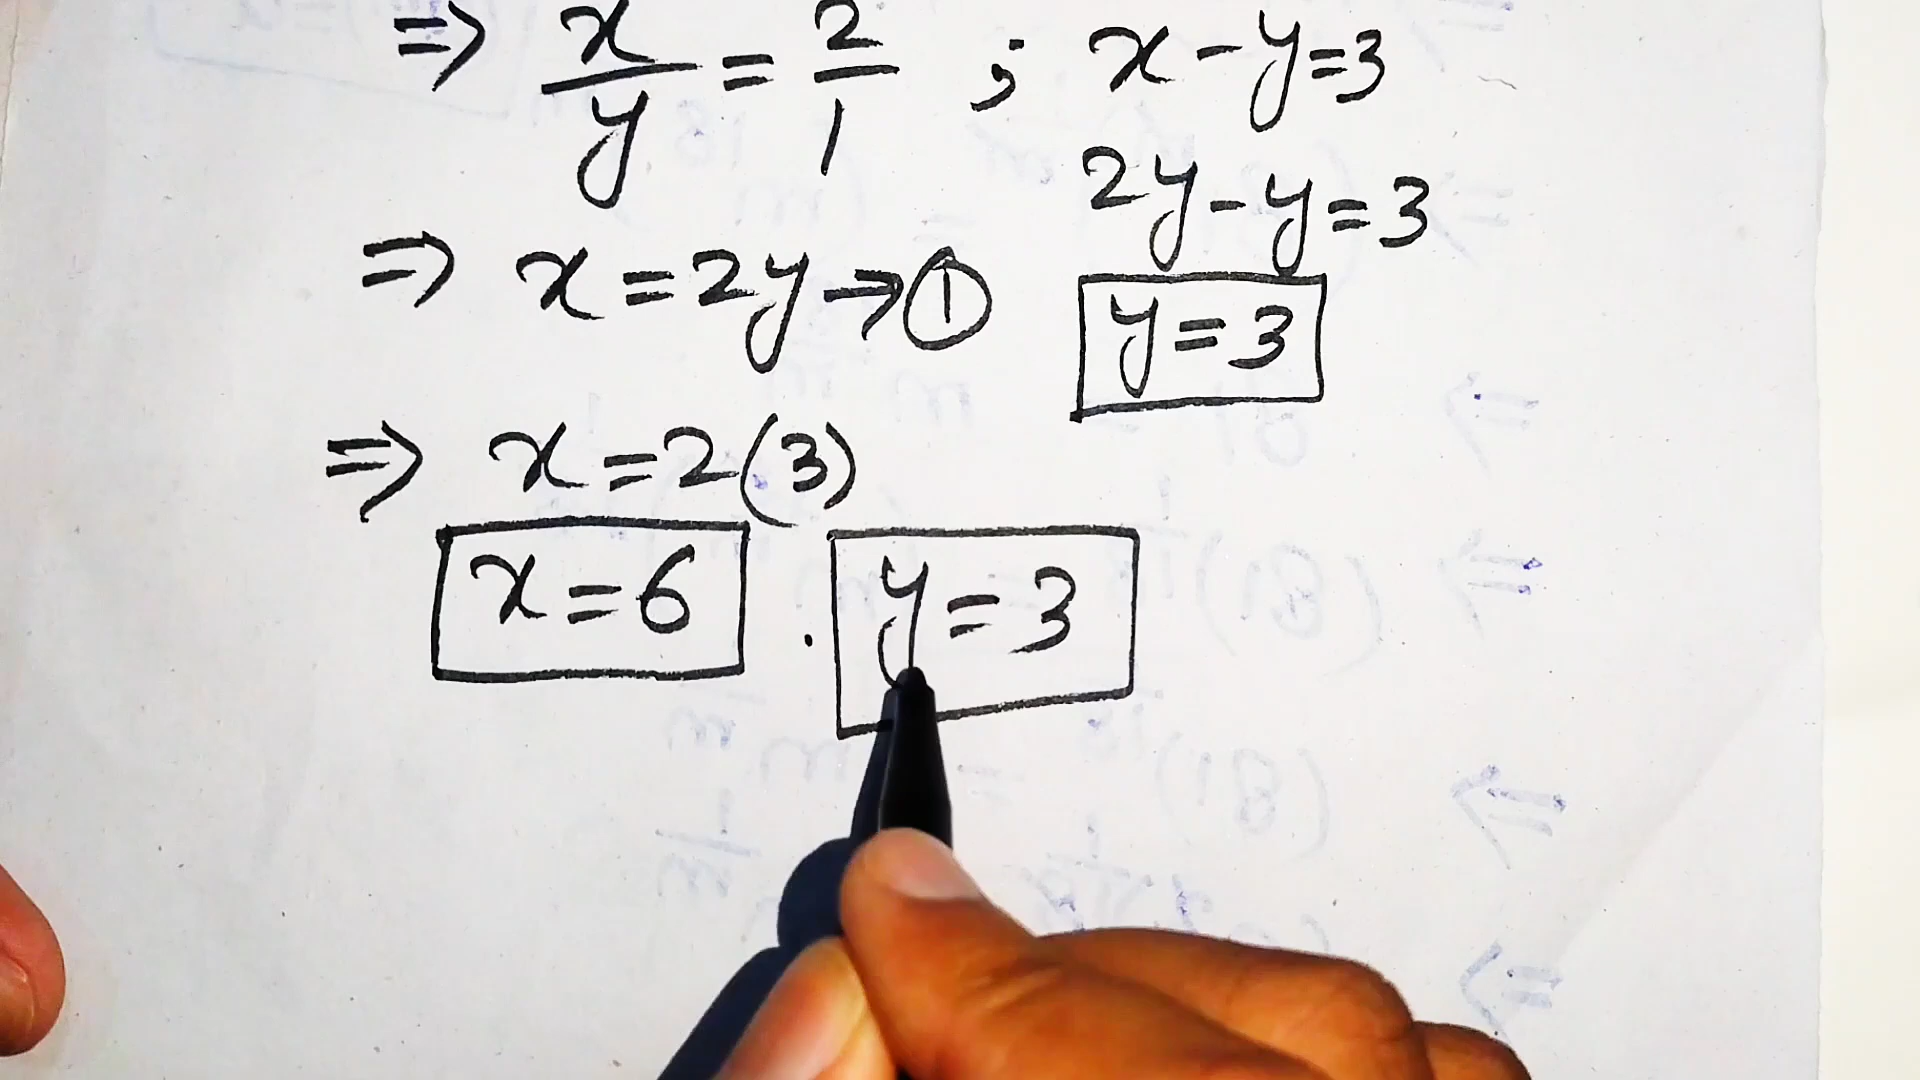 ⇒ x/y = 2/1 ; x - y = 3
2y - y = 3
⇒ x = 2y → ①
y = 3
⇒ x = 2(3)
x = 6 . y = 3